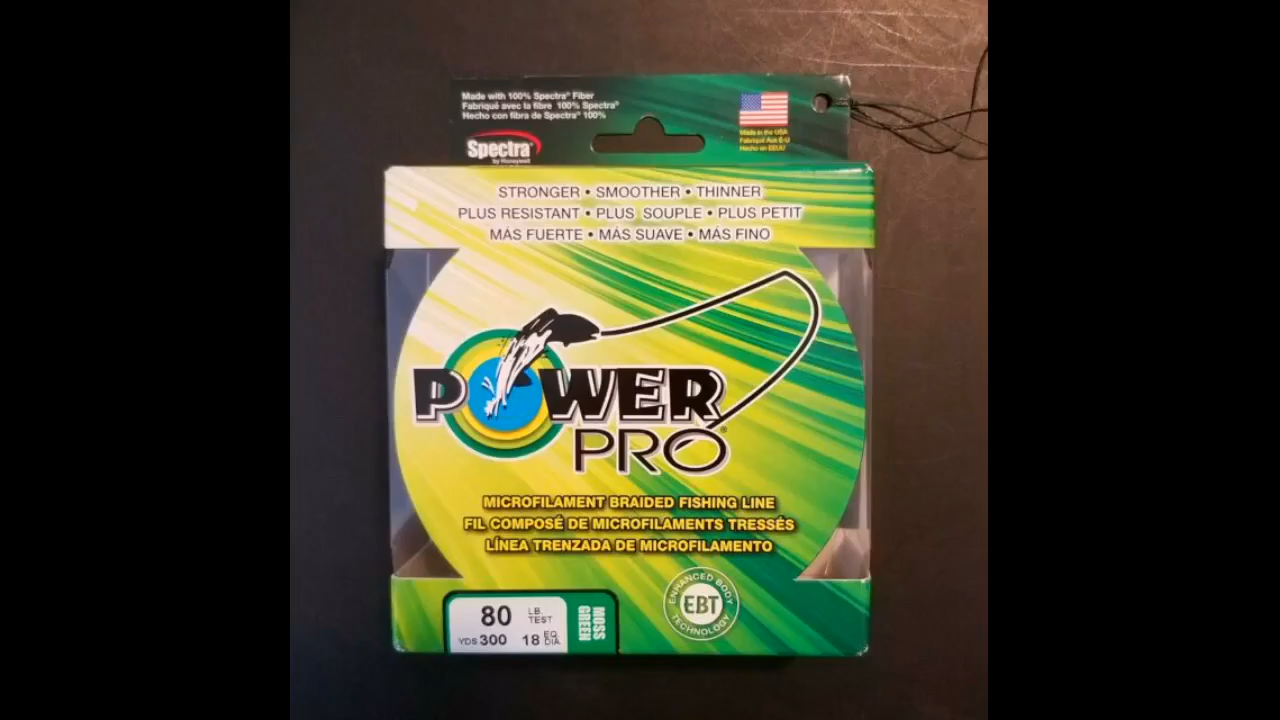 Made with 100% Spectra® Fiber
Fabriqué avec la fibre 100% Spectra®
Hecho con fibra de Spectra® 100%
Spectra®
by Honeywell
Made in the USA
Fabriqué Aux É-U
Hecho en EEUU
STRONGER • SMOOTHER • THINNER
PLUS RESISTANT • PLUS SOUPLE • PLUS PETIT
MÁS FUERTE • MÁS SUAVE • MÁS FINO
POWER
PRO®
MICROFILAMENT BRAIDED FISHING LINE
FIL COMPOSÉ DE MICROFILAMENTS TRESSÉS
LÍNEA TRENZADA DE MICROFILAMENTO
80 LB. TEST
YDS 300 18 EQ. DIA.
MOSS GREEN
ENHANCED BODY
EBT
TECHNOLOGY